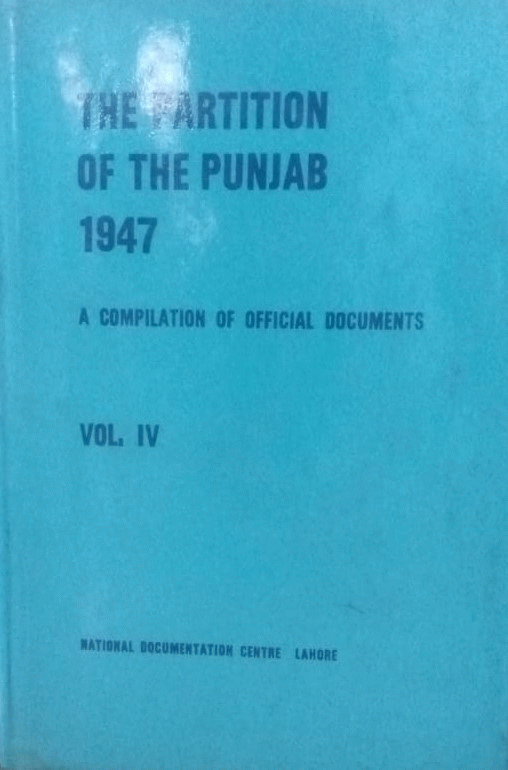 THE PARTITION
OF THE PUNJAB
1947
A COMPILATION OF OFFICIAL DOCUMENTS
VOL. IV
NATIONAL DOCUMENTATION CENTRE LAHORE